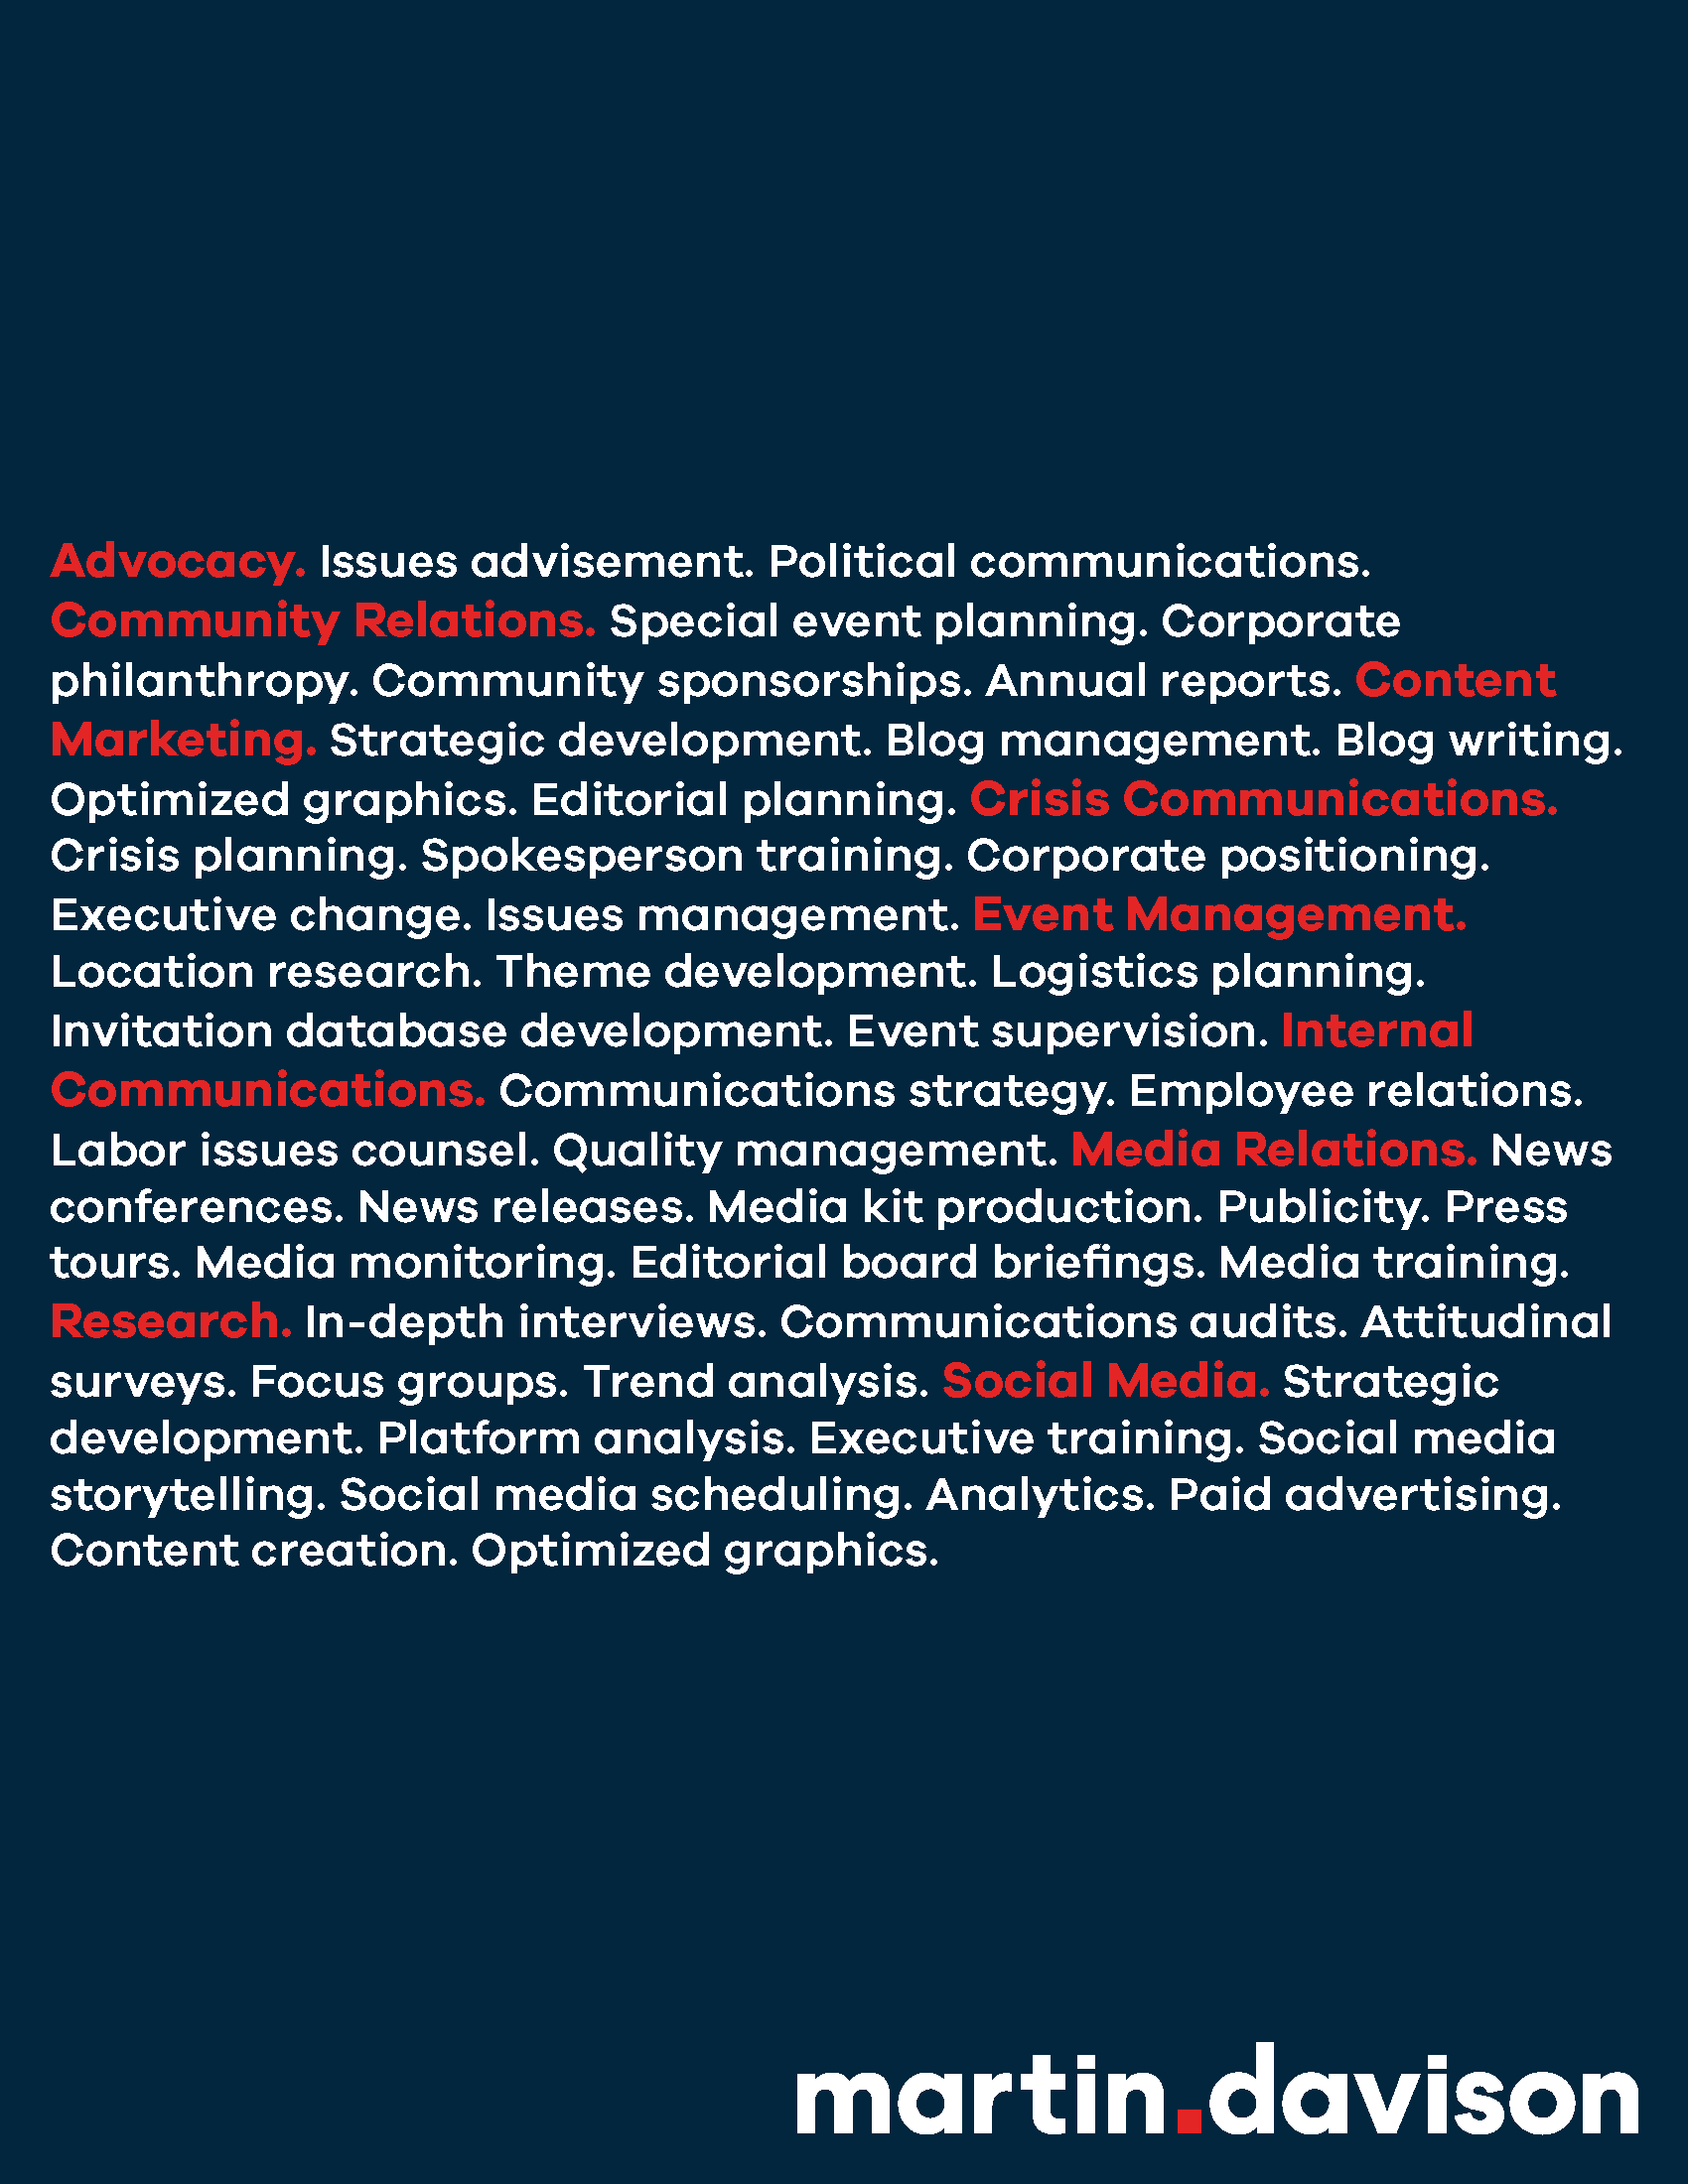 Advocacy. Issues advisement. Political communications.
Community Relations. Special event planning. Corporate
philanthropy. Community sponsorships. Annual reports. Content
Marketing. Strategic development. Blog management. Blog writing.
Optimized graphics. Editorial planning. Crisis Communications.
Crisis planning. Spokesperson training. Corporate positioning.
Executive change. Issues management. Event Management.
Location research. Theme development. Logistics planning.
Invitation database development. Event supervision. Internal
Communications. Communications strategy. Employee relations.
Labor issues counsel. Quality management. Media Relations. News
conferences. News releases. Media kit production. Publicity. Press
tours. Media monitoring. Editorial board briefings. Media training.
Research. In-depth interviews. Communications audits. Attitudinal
surveys. Focus groups. Trend analysis. Social Media. Strategic
development. Platform analysis. Executive training. Social media
storytelling. Social media scheduling. Analytics. Paid advertising.
Content creation. Optimized graphics.
martin.davison